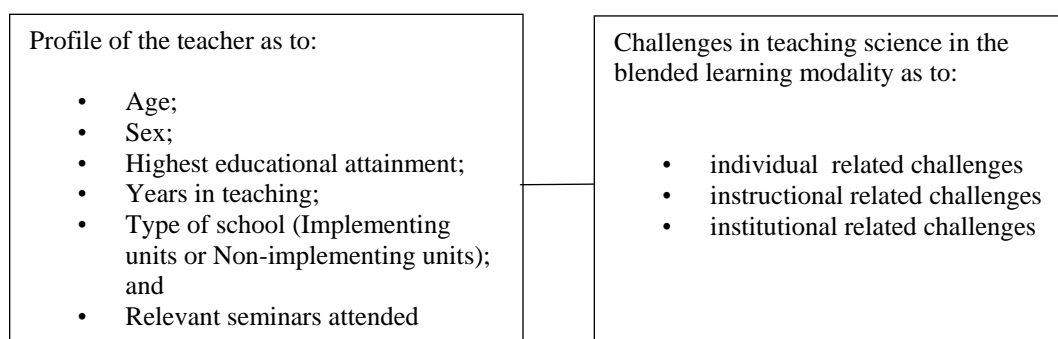 Profile of the teacher as to:
• Age;
• Sex;
• Highest educational attainment;
• Years in teaching;
• Type of school (Implementing
units or Non-implementing units);
and
• Relevant seminars attended
Challenges in teaching science in the
blended learning modality as to:
• individual related challenges
• instructional related challenges
• institutional related challenges